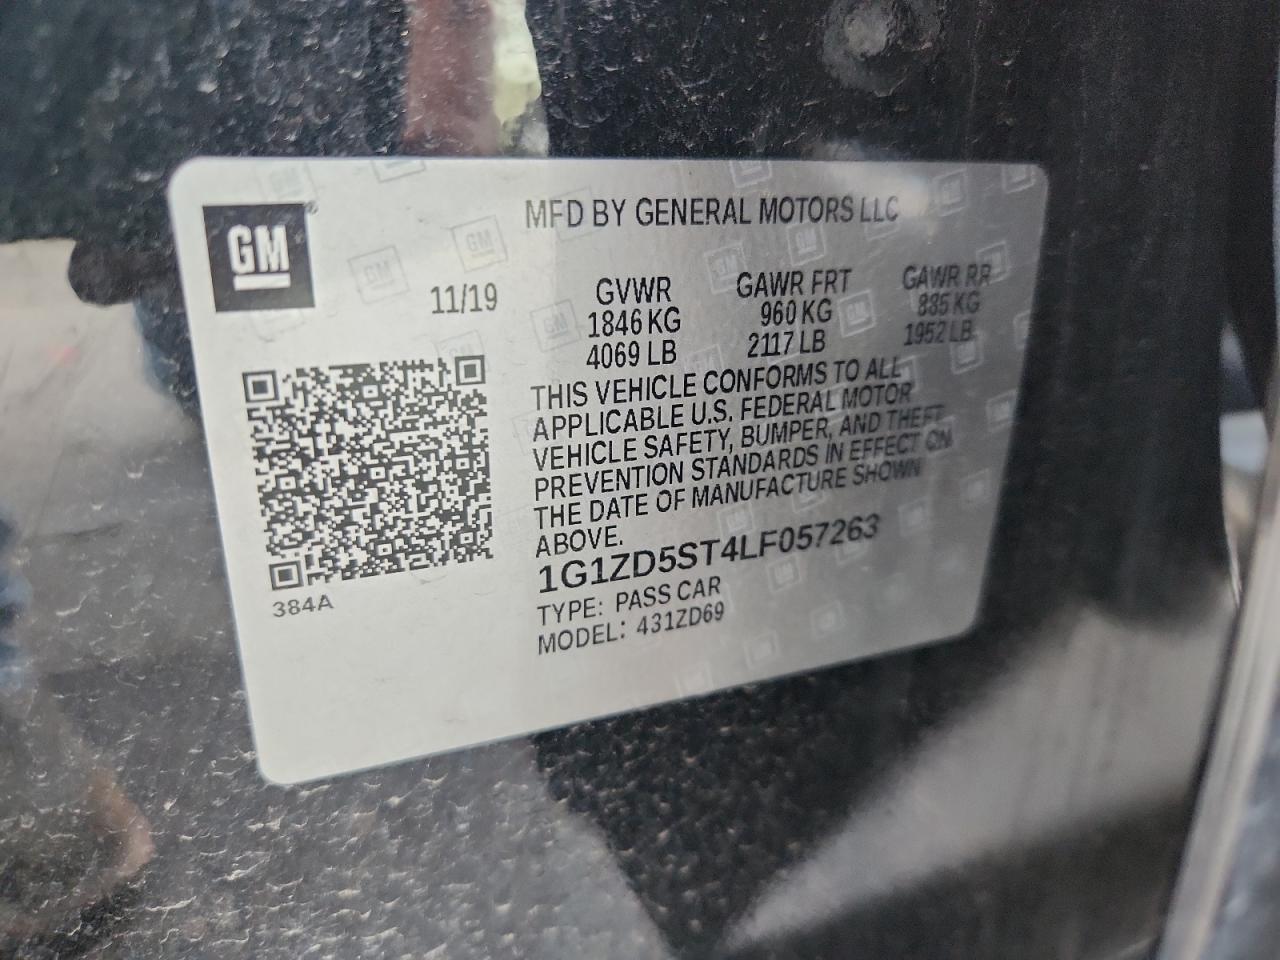 GM
MFD BY GENERAL MOTORS LLC
11/19
GVWR GAWR FRT GAWR RR
1846 KG 960 KG 885 KG
4069 LB 2117 LB 1952 LB
THIS VEHICLE CONFORMS TO ALL
APPLICABLE U.S. FEDERAL MOTOR
VEHICLE SAFETY, BUMPER, AND THEFT
PREVENTION STANDARDS IN EFFECT ON
THE DATE OF MANUFACTURE SHOWN
ABOVE.
1G1ZD5ST4LF057263
TYPE: PASS CAR
MODEL: 431ZD69
384A